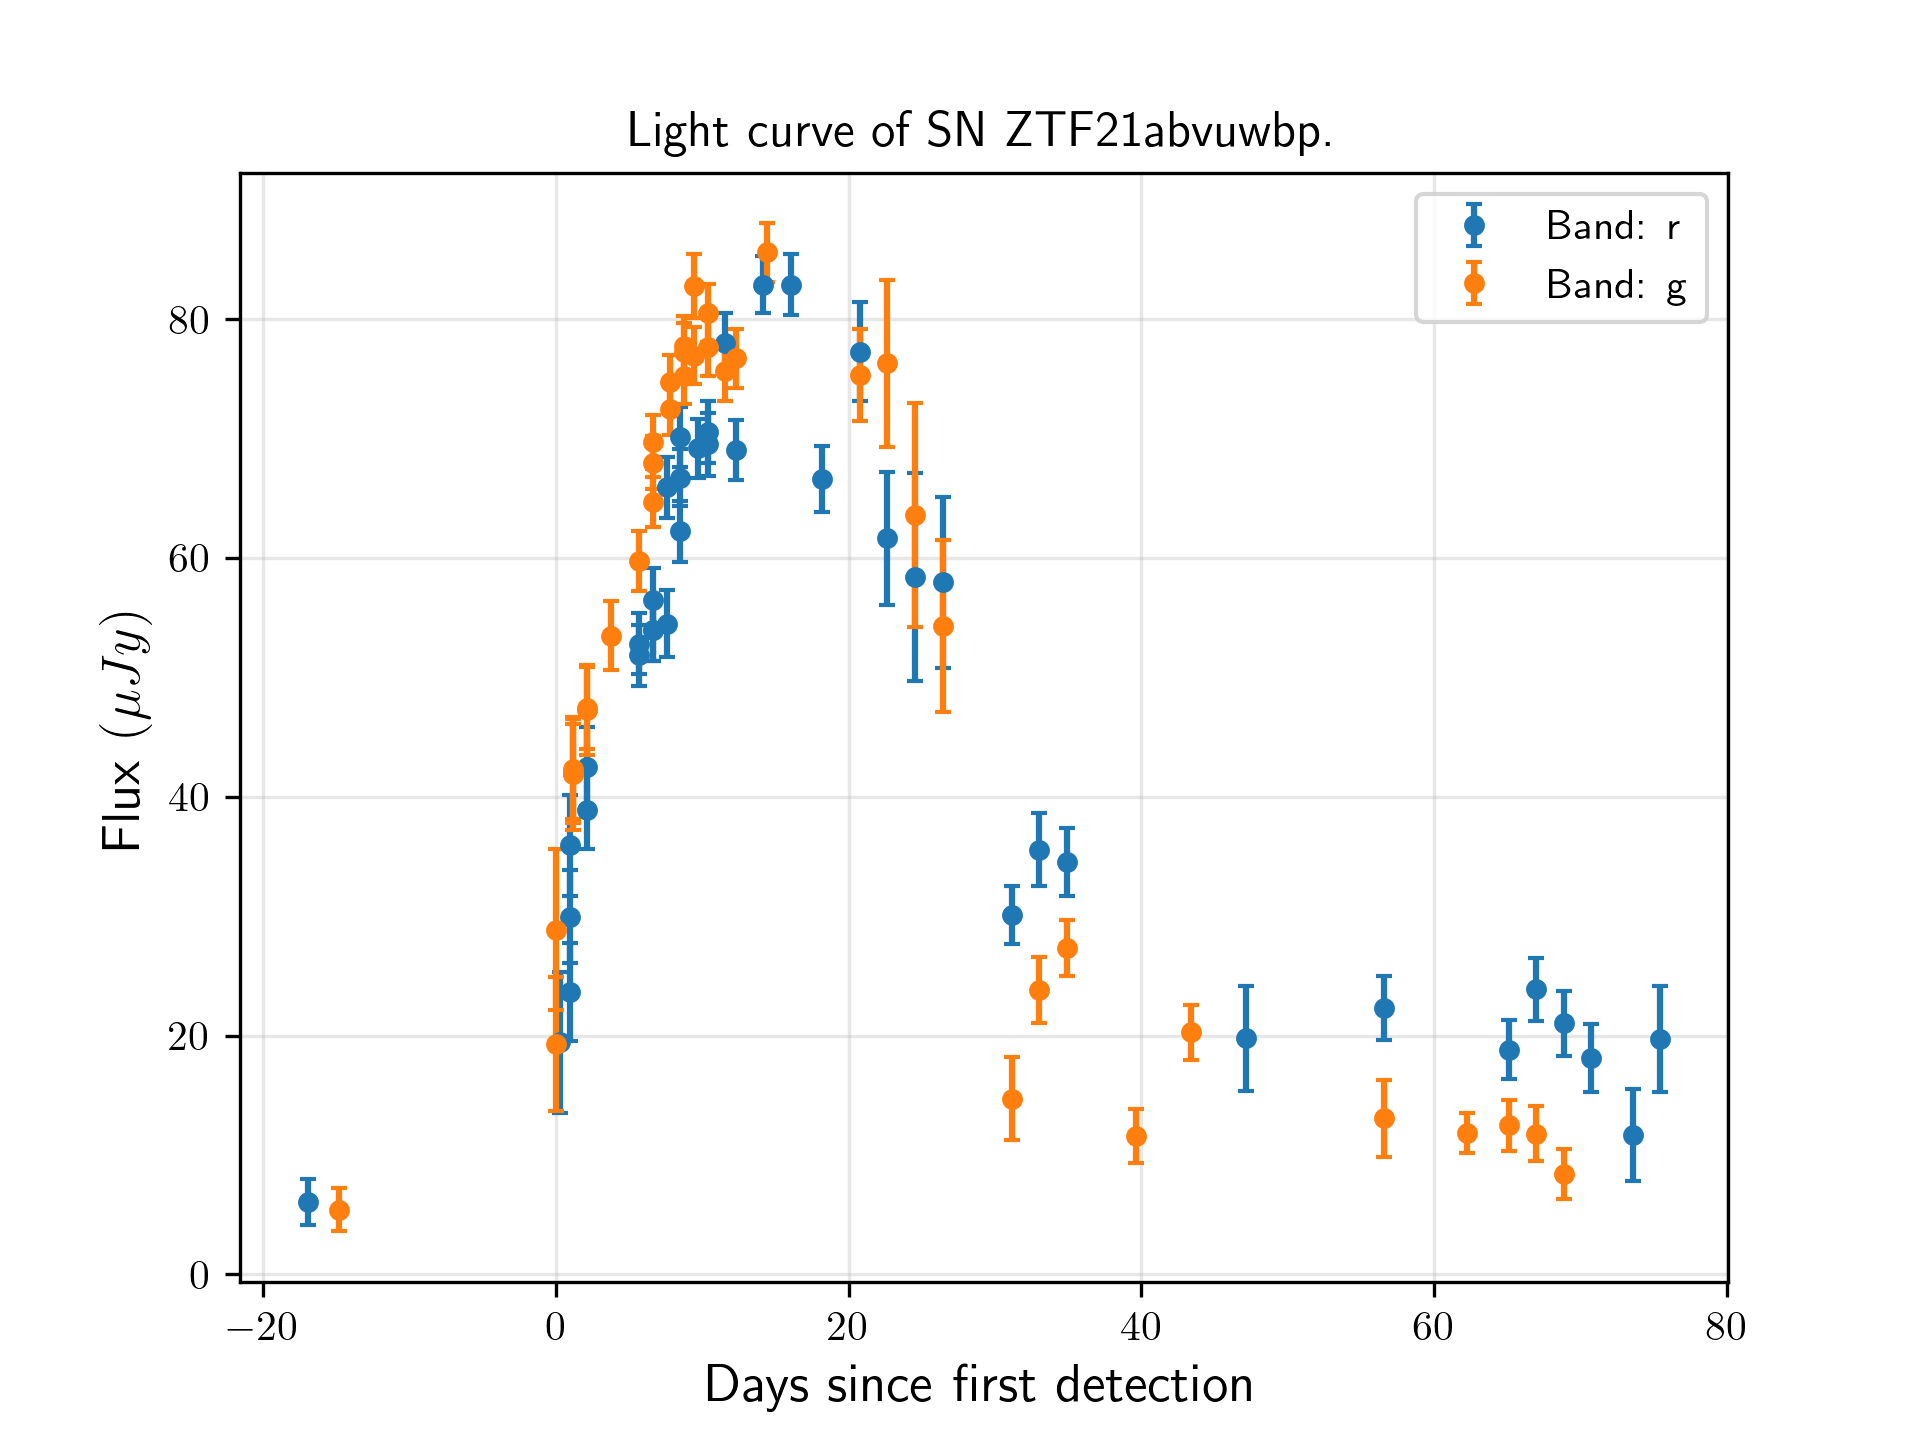 Light curve of SN ZTF21abvuwbp.
Band: r
Band: g
80
60
40
20
0
Flux (μJy)
−20 0 20 40 60 80
Days since first detection